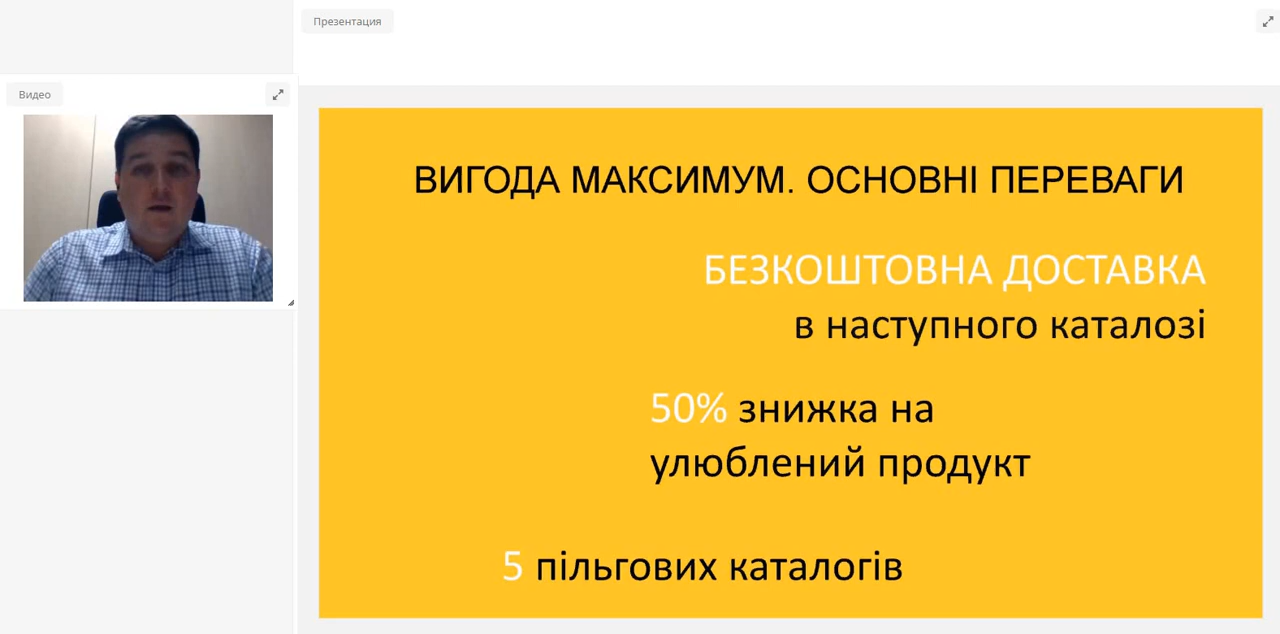 Презентация
Видео
ВИГОДА МАКСИМУМ. ОСНОВНІ ПЕРЕВАГИ
БЕЗКОШТОВНА ДОСТАВКА
в наступного каталозі
50% знижка на
улюблений продукт
5 пільгових каталогів